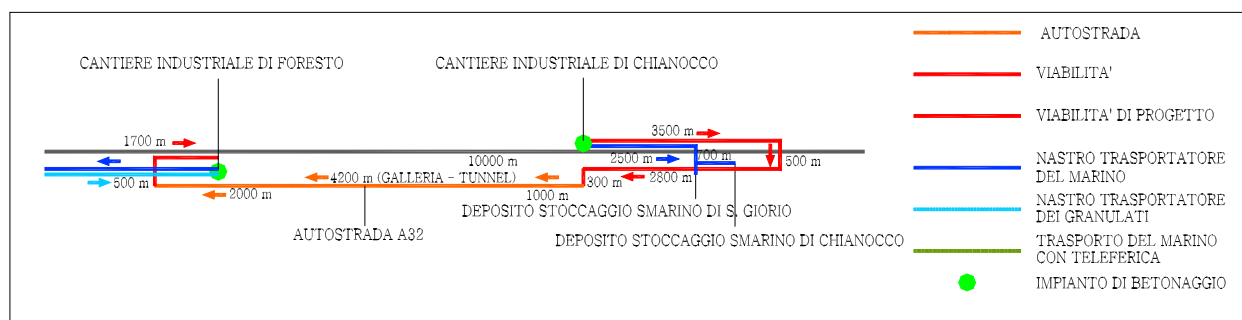 CANTIERE INDUSTRIALE DI FORESTO
CANTIERE INDUSTRIALE DI CHIANOCCO
1700 m
3500 m
10000 m
2500 m
700 m
500 m
500 m
4200 m (GALLERIA - TUNNEL)
300 m
2800 m
2000 m
1000 m
DEPOSITO STOCCAGGIO SMARINO DI S. GIORIO
AUTOSTRADA A32
DEPOSITO STOCCAGGIO SMARINO DI CHIANOCCO
AUTOSTRADA
VIABILITA'
VIABILITA' DI PROGETTO
NASTRO TRASPORTATORE
DEL MARINO
NASTRO TRASPORTATORE
DEI GRANULATI
TRASPORTO DEL MARINO
CON TELEFERICA
IMPIANTO DI BETONAGGIO